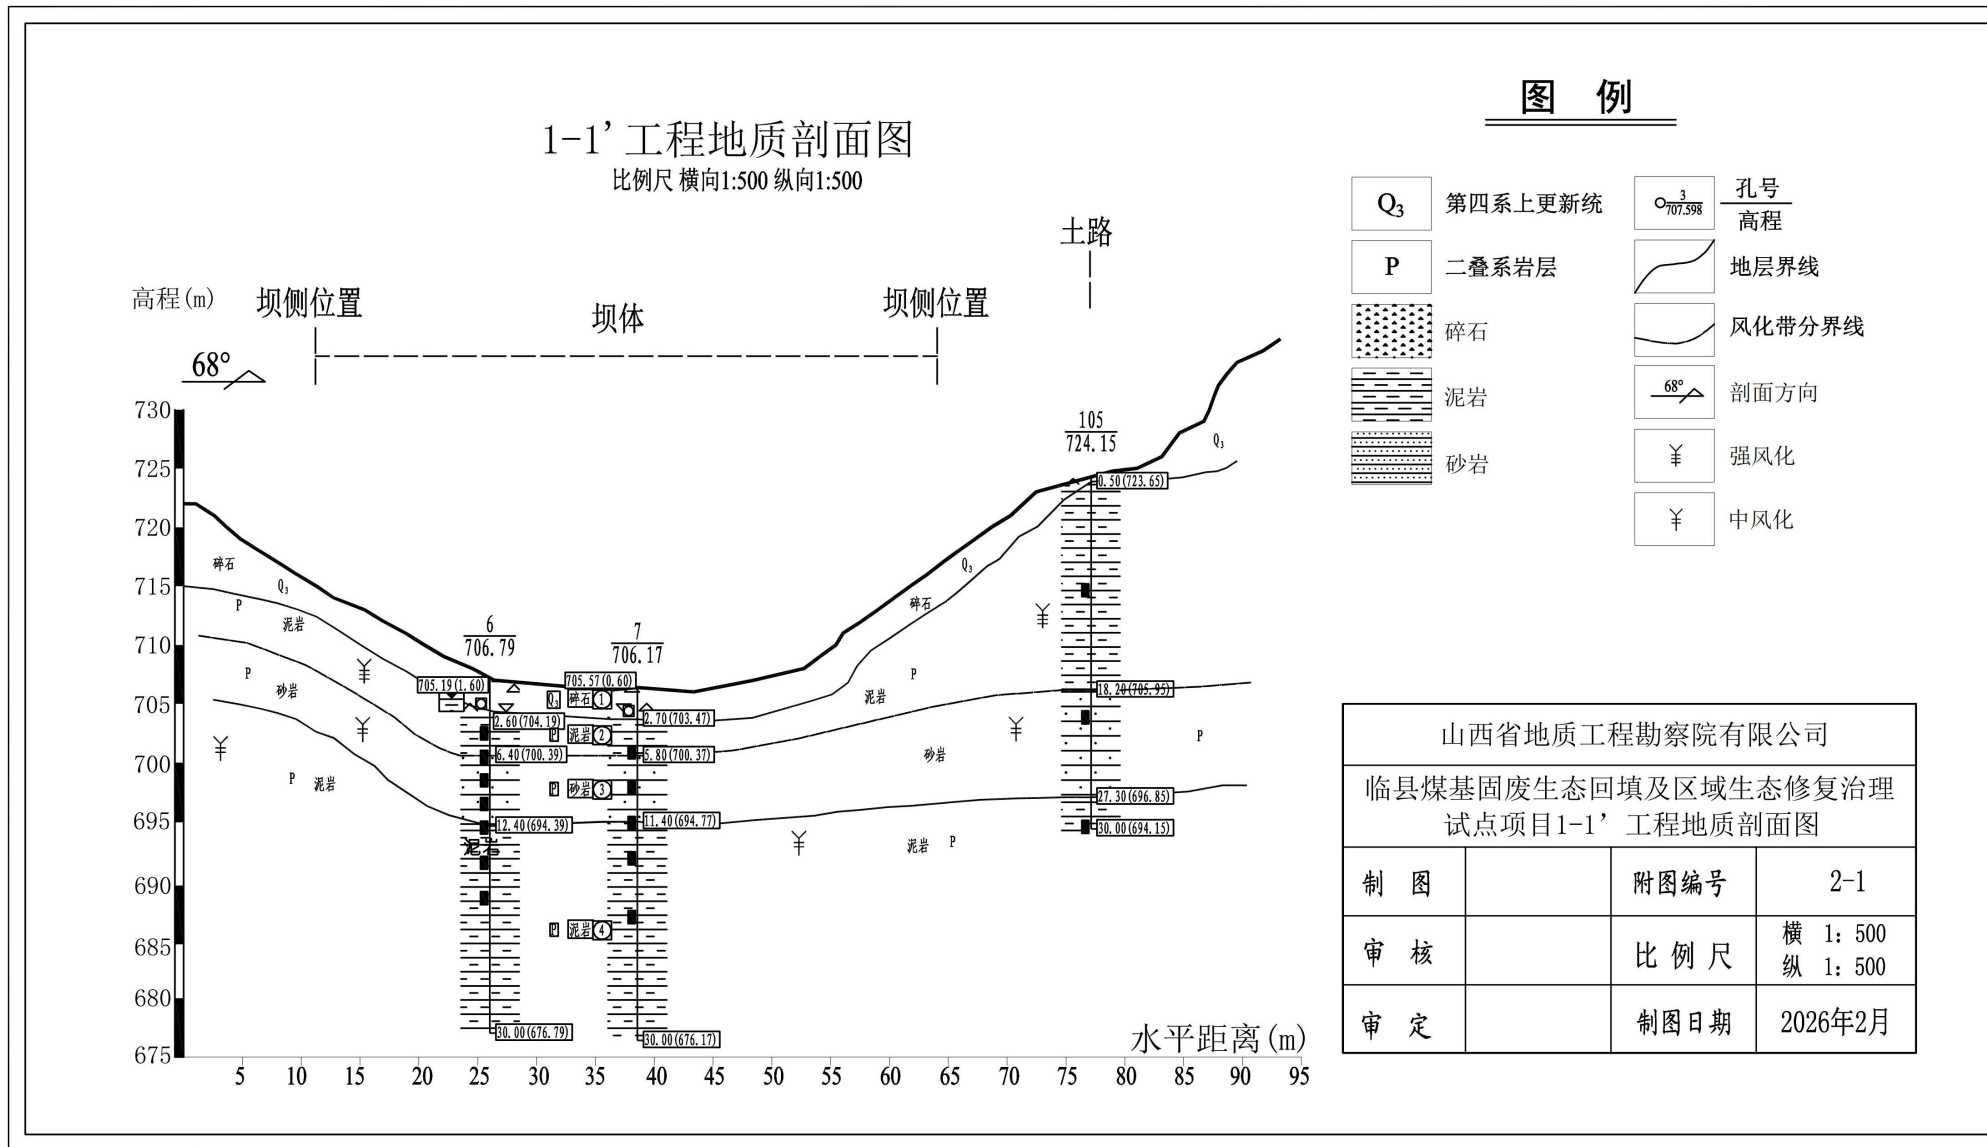 1-1’工程地质剖面图
比例尺 横向1:500 纵向1:500
土路
高程(m)
坝侧位置
坝体
坝侧位置
68°
730
725
720
715
710
705
700
695
690
685
680
675
5
10
15
20
25
30
35
40
45
50
55
60
65
70
75
80
85
90
95
水平距离(m)
6
706.79
7
706.17
105
724.15
碎石
Q3
P
泥岩
P
砂岩
P
泥岩
705.19(1.60)
2.60(704.19)
6.40(700.39)
12.40(694.39)
泥岩
30.00(676.79)
705.57(0.60)
Q3 碎石 1
P 泥岩 2
P 砂岩 3
P 泥岩 4
2.70(703.47)
5.80(700.37)
11.40(694.77)
30.00(676.17)
Q3
Q3
碎石
P
泥岩
砂岩
P
泥岩 P
0.50(723.65)
18.20(705.95)
27.30(696.85)
30.00(694.15)
图 例
Q3 第四系上更新统
P 二叠系岩层
碎石
泥岩
砂岩
3
707.598
孔号
高程
地层界线
风化带分界线
68° 剖面方向
强风化
中风化
山西省地质工程勘察院有限公司
临县煤基固废生态回填及区域生态修复治理
试点项目1-1’工程地质剖面图
制 图
附图编号 2-1
审 核
比 例 尺
横 1: 500
纵 1: 500
审 定
制图日期 2026年2月